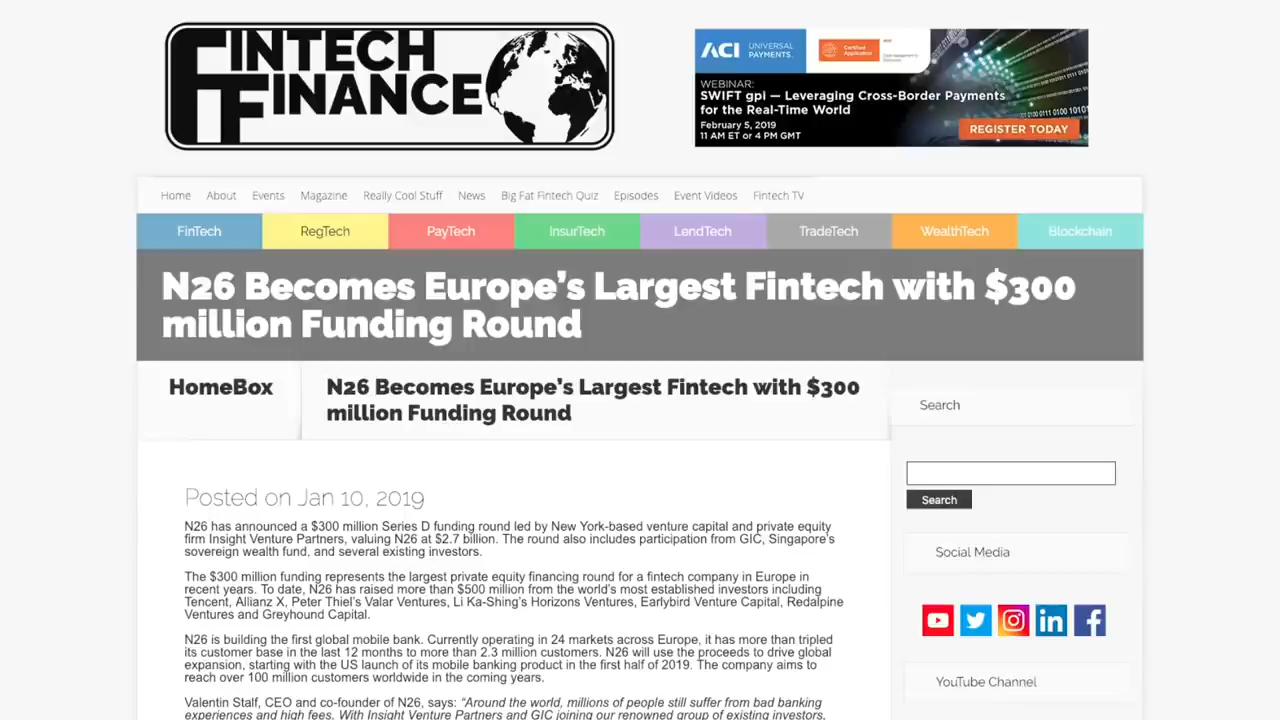 FINTECH
FINANCE
ACI UNIVERSAL PAYMENTS.
Certified Application
WEBINAR:
SWIFT gpi — Leveraging Cross-Border Payments
for the Real-Time World
February 5, 2019
11 AM ET or 4 PM GMT
REGISTER TODAY
Home About Events Magazine Really Cool Stuff News Big Fat Fintech Quiz Episodes Event Videos Fintech TV
FinTech RegTech PayTech InsurTech LendTech TradeTech WealthTech Blockchain
N26 Becomes Europe's Largest Fintech with $300
million Funding Round
HomeBox
N26 Becomes Europe's Largest Fintech with $300
million Funding Round
Search
Search
Social Media
YouTube Channel
Posted on Jan 10, 2019
N26 has announced a $300 million Series D funding round led by New York-based venture capital and private equity
firm Insight Venture Partners, valuing N26 at $2.7 billion. The round also includes participation from GIC, Singapore's
sovereign wealth fund, and several existing investors.
The $300 million funding represents the largest private equity financing round for a fintech company in Europe in
recent years. To date, N26 has raised more than $500 million from the world's most established investors including
Tencent, Allianz X, Peter Thiel's Valar Ventures, Li Ka-Shing's Horizons Ventures, Earlybird Venture Capital, Redalpine
Ventures and Greyhound Capital.
N26 is building the first global mobile bank. Currently operating in 24 markets across Europe, it has more than tripled
its customer base in the last 12 months to more than 2.3 million customers. N26 will use the proceeds to drive global
expansion, starting with the US launch of its mobile banking product in the first half of 2019. The company aims to
reach over 100 million customers worldwide in the coming years.
Valentin Stalf, CEO and co-founder of N26, says: "Around the world, millions of people still suffer from bad banking
experiences and high fees. With Insight Venture Partners and GIC joining our renowned group of existing investors,